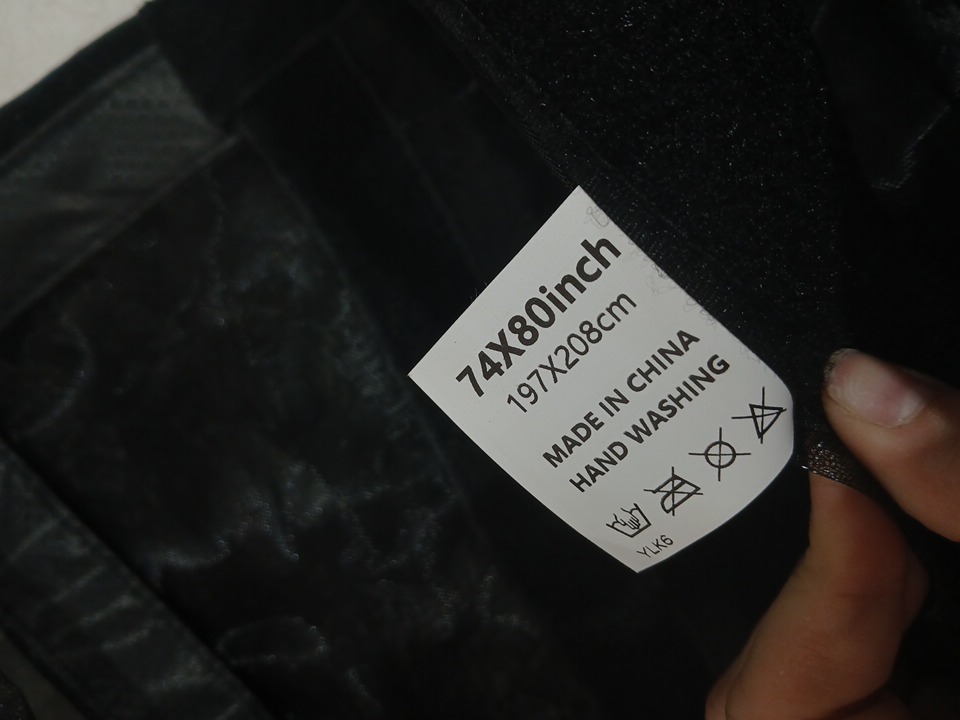 74X80inch
197X208cm
MADE IN CHINA
HAND WASHING
YLK6